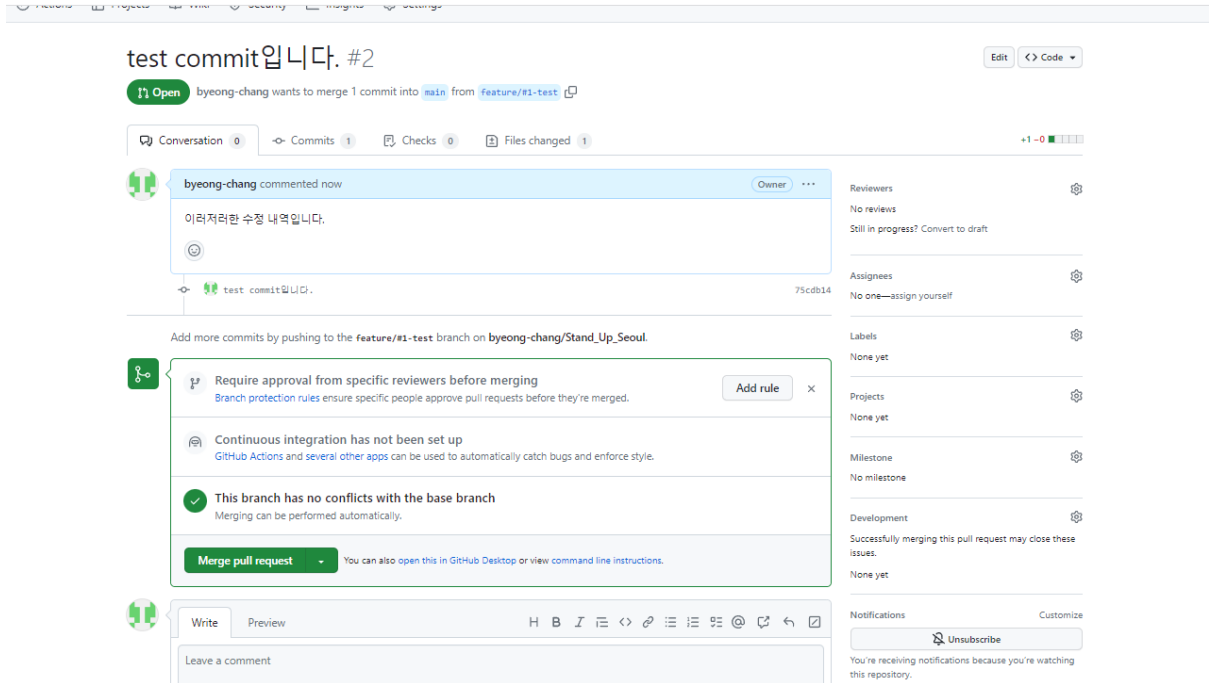 Actions Projects Wiki Security Insights Settings
test commit입니다. #2
Edit <> Code
Open byeong-chang wants to merge 1 commit into main from feature/#1-test
Conversation 0 Commits 1 Checks 0 Files changed 1 +1 −0
byeong-chang commented now Owner ...
이러저러한 수정 내역입니다.
test commit입니다. 75cdb14
Add more commits by pushing to the feature/#1-test branch on byeong-chang/Stand_Up_Seoul.
Require approval from specific reviewers before merging
Branch protection rules ensure specific people approve pull requests before they're merged.
Add rule
Continuous integration has not been set up
GitHub Actions and several other apps can be used to automatically catch bugs and enforce style.
This branch has no conflicts with the base branch
Merging can be performed automatically.
Merge pull request You can also open this in GitHub Desktop or view command line instructions.
Write Preview H B I
Leave a comment
Reviewers
No reviews
Still in progress? Convert to draft
Assignees
No one—assign yourself
Labels
None yet
Projects
None yet
Milestone
No milestone
Development
Successfully merging this pull request may close these
issues.
None yet
Notifications Customize
Unsubscribe
You're receiving notifications because you're watching
this repository.